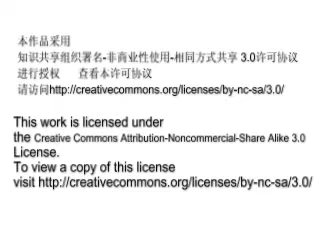 本作品采用
知识共享组织署名-非商业性使用-相同方式共享 3.0许可协议
进行授权 查看本许可协议
请访问http://creativecommons.org/licenses/by-nc-sa/3.0/
This work is licensed under
the Creative Commons Attribution-Noncommercial-Share Alike 3.0
License.
To view a copy of this license
visit http://creativecommons.org/licenses/by-nc-sa/3.0/